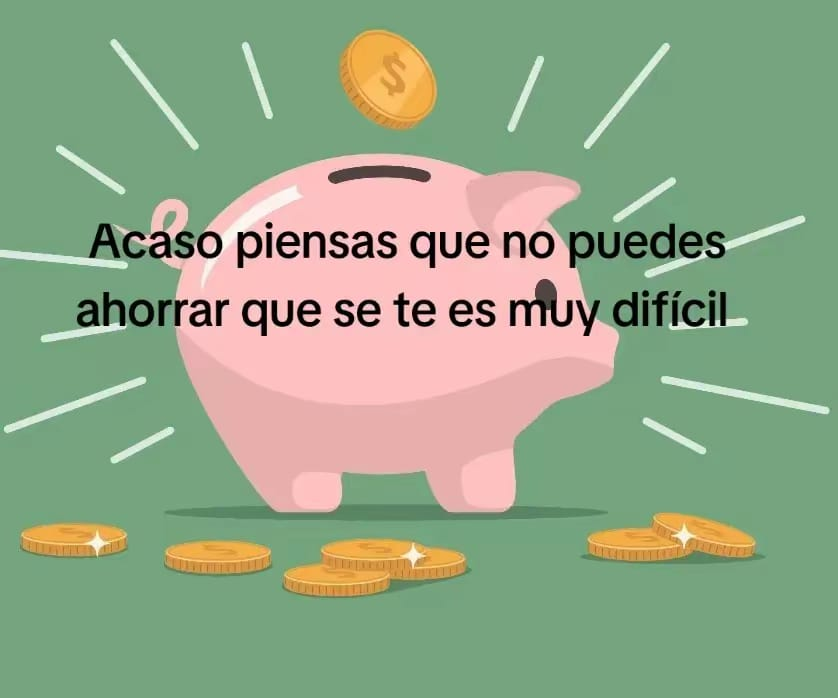 Acaso piensas que no puedes
ahorrar que se te es muy difícil